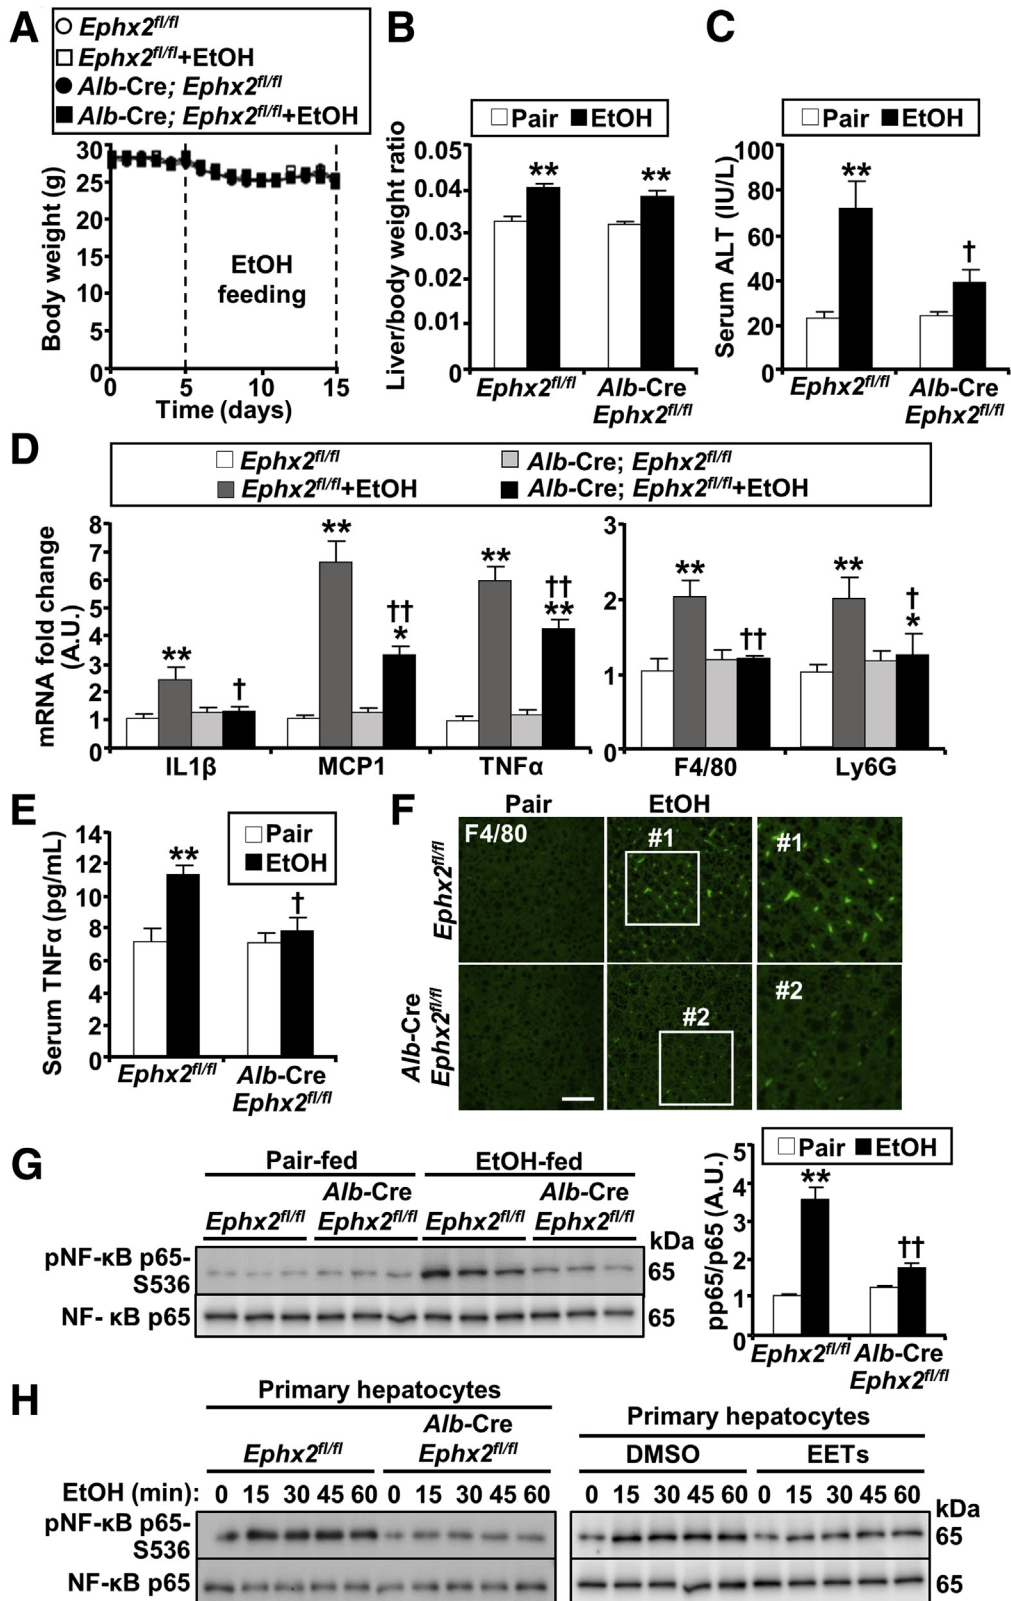 A
Ephx2fl/fl
Ephx2fl/fl+EtOH
Alb-Cre; Ephx2fl/fl
Alb-Cre; Ephx2fl/fl+EtOH
Body weight (g)
30
25
20
15
10
5
0
EtOH
feeding
0 5 10 15
Time (days)
B
Pair EtOH
Liver/body weight ratio
0.05
0.04
0.03
0.02
0.01
0
** **
Ephx2fl/fl Alb-Cre
Ephx2fl/fl
C
Pair EtOH
Serum ALT (IU/L)
100
80
60
40
20
0
** †
Ephx2fl/fl Alb-Cre
Ephx2fl/fl
D
Ephx2fl/fl Alb-Cre; Ephx2fl/fl
Ephx2fl/fl+EtOH Alb-Cre; Ephx2fl/fl+EtOH
mRNA fold change
(A.U.)
8
7
6
5
4
3
2
1
0
** † ** ††
* ** ††
**
IL1β MCP1 TNFα
3
2
1
0
** †† ** †
*
F4/80 Ly6G
E
Pair
EtOH
Serum TNFα (pg/mL)
14
12
10
8
6
4
2
0
** †
Ephx2fl/fl Alb-Cre
Ephx2fl/fl
F
Pair EtOH
Ephx2fl/fl
F4/80 #1 #1
Alb-Cre
Ephx2fl/fl
#2 #2
G
Pair-fed EtOH-fed
Alb-Cre Alb-Cre
Ephx2fl/fl Ephx2fl/fl Ephx2fl/fl Ephx2fl/fl
kDa
pNF-κB p65-
S536
65
NF- κB p65 65
Pair EtOH
pp65/p65 (A.U.)
5
4
3
2
1
0
** ††
Ephx2fl/fl Alb-Cre
Ephx2fl/fl
H
Primary hepatocytes
Alb-Cre
Ephx2fl/fl Ephx2fl/fl
EtOH (min): 0 15 30 45 60 0 15 30 45 60
pNF-κB p65-
S536
NF-κB p65
Primary hepatocytes
DMSO EETs
0 15 30 45 60 0 15 30 45 60
kDa
65
65